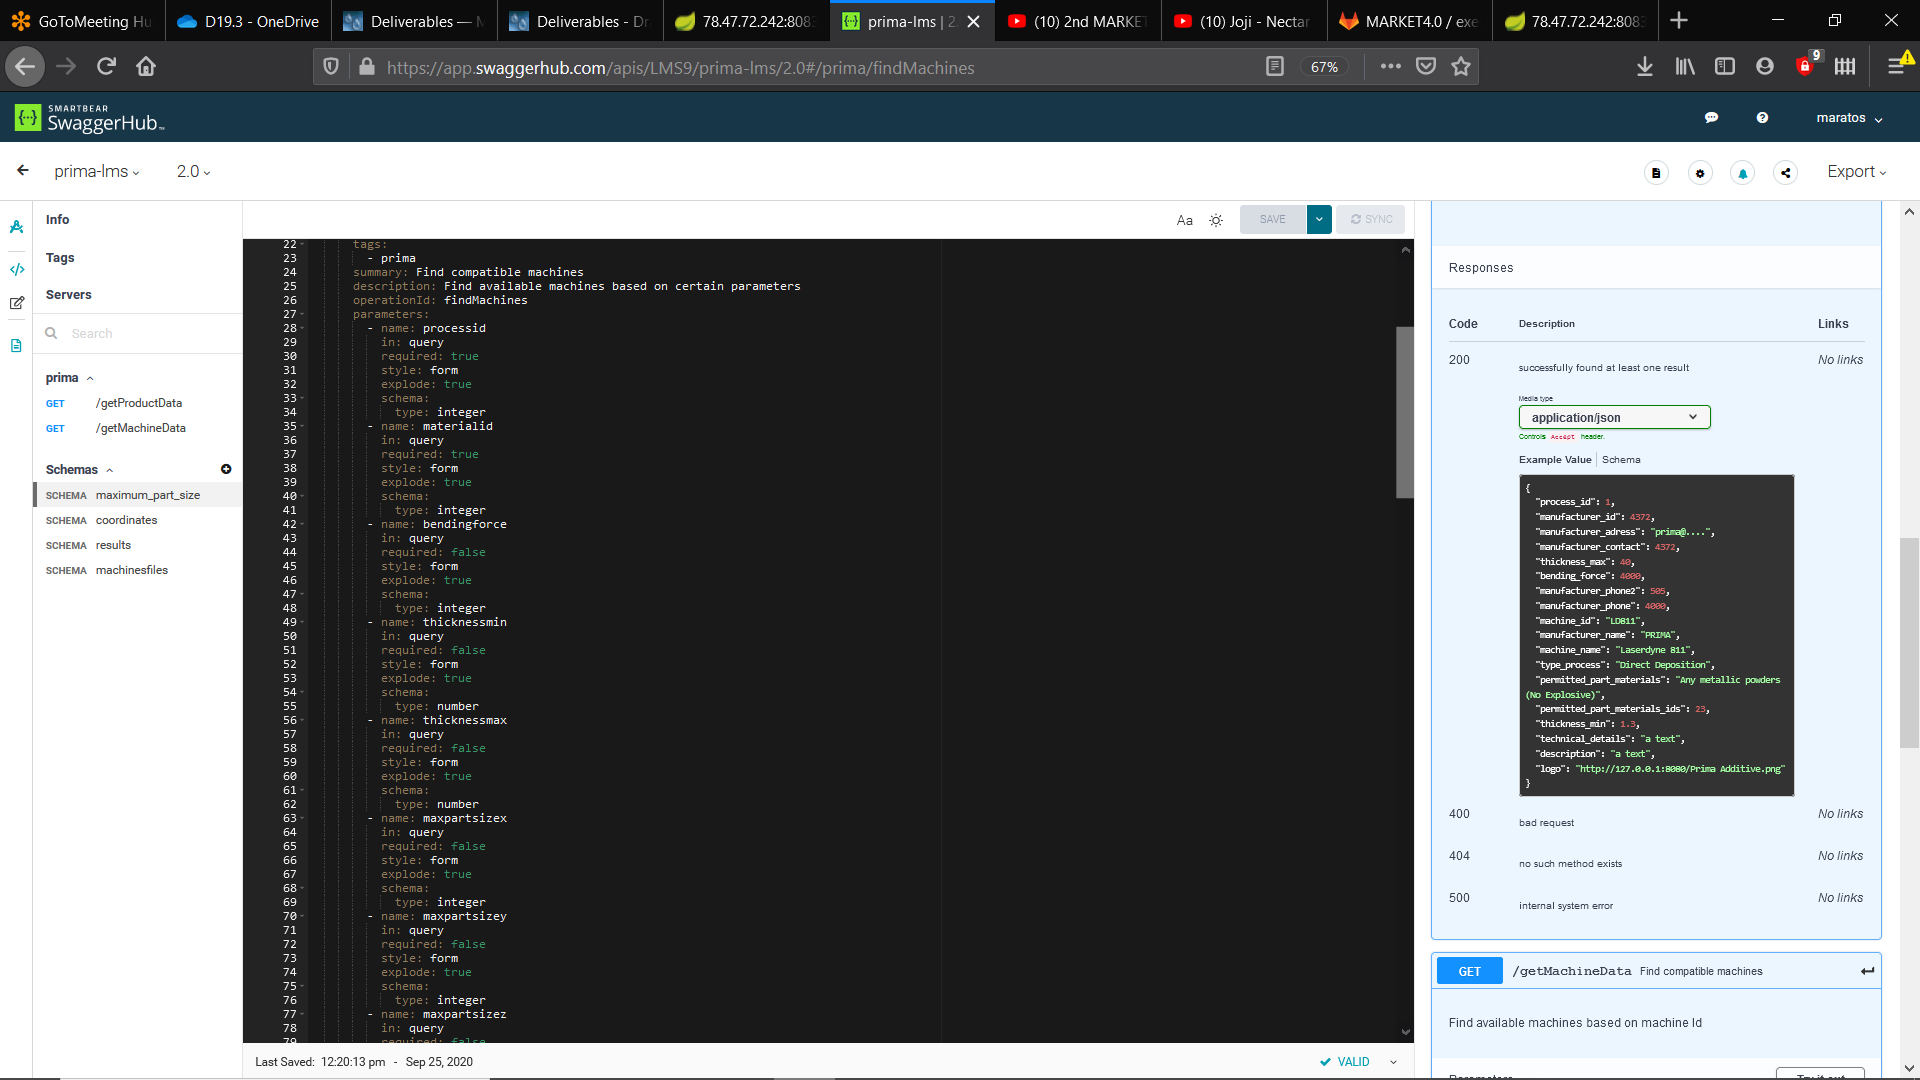 GoToMeeting Hu
D19.3 - OneDrive
Deliverables — M
Deliverables - Dr
78.47.72.242:8083
prima-lms | 2.
(10) 2nd MARKET
(10) Joji - Nectar
MARKET4.0 / exe
78.47.72.242:8083
https://app.swaggerhub.com/apis/LMS9/prima-lms/2.0#/prima/findMachines
67%
9
SMARTBEAR
SwaggerHub
maratos
prima-lms
2.0
Export
Info
Tags
Servers
Search
prima
GET /getProductData
GET /getMachineData
Schemas
SCHEMA maximum_part_size
SCHEMA coordinates
SCHEMA results
SCHEMA machinesfiles
Aa
SAVE
SYNC
22 tags:
23 - prima
24 summary: Find compatible machines
25 description: Find available machines based on certain parameters
26 operationId: findMachines
27 parameters:
28 - name: processid
29 in: query
30 required: true
31 style: form
32 explode: true
33 schema:
34 type: integer
35 - name: materialid
36 in: query
37 required: true
38 style: form
39 explode: true
40 schema:
41 type: integer
42 - name: bendingforce
43 in: query
44 required: false
45 style: form
46 explode: true
47 schema:
48 type: integer
49 - name: thicknessmin
50 in: query
51 required: false
52 style: form
53 explode: true
54 schema:
55 type: number
56 - name: thicknessmax
57 in: query
58 required: false
59 style: form
60 explode: true
61 schema:
62 type: number
63 - name: maxpartsizex
64 in: query
65 required: false
66 style: form
67 explode: true
68 schema:
69 type: integer
70 - name: maxpartsizey
71 in: query
72 required: false
73 style: form
74 explode: true
75 schema:
76 type: integer
77 - name: maxpartsizez
78 in: query
79 required: false
Last Saved: 12:20:13 pm - Sep 25, 2020
VALID
Responses
Code Description Links
200 successfully found at least one result No links
Media type
application/json
Controls Accept header.
Example Value Schema
{
"process_id": 1,
"manufacturer_id": 4372,
"manufacturer_adress": "prima@....",
"manufacturer_contact": 4372,
"thickness_max": 40,
"bending_force": 4000,
"manufacturer_phone2": 505,
"manufacturer_phone": 4000,
"machine_id": "LD811",
"manufacturer_name": "PRIMA",
"machine_name": "Laserdyne 811",
"type_process": "Direct Deposition",
"permitted_part_materials": "Any metallic powders
(No Explosive)",
"permitted_part_materials_ids": 23,
"thickness_min": 1.3,
"technical_details": "a text",
"description": "a text",
"logo": "http://127.0.0.1:8080/Prima Additive.png"
}
400 bad request No links
404 no such method exists No links
500 internal system error No links
GET /getMachineData Find compatible machines
Find available machines based on machine Id
Parameters
Try it out